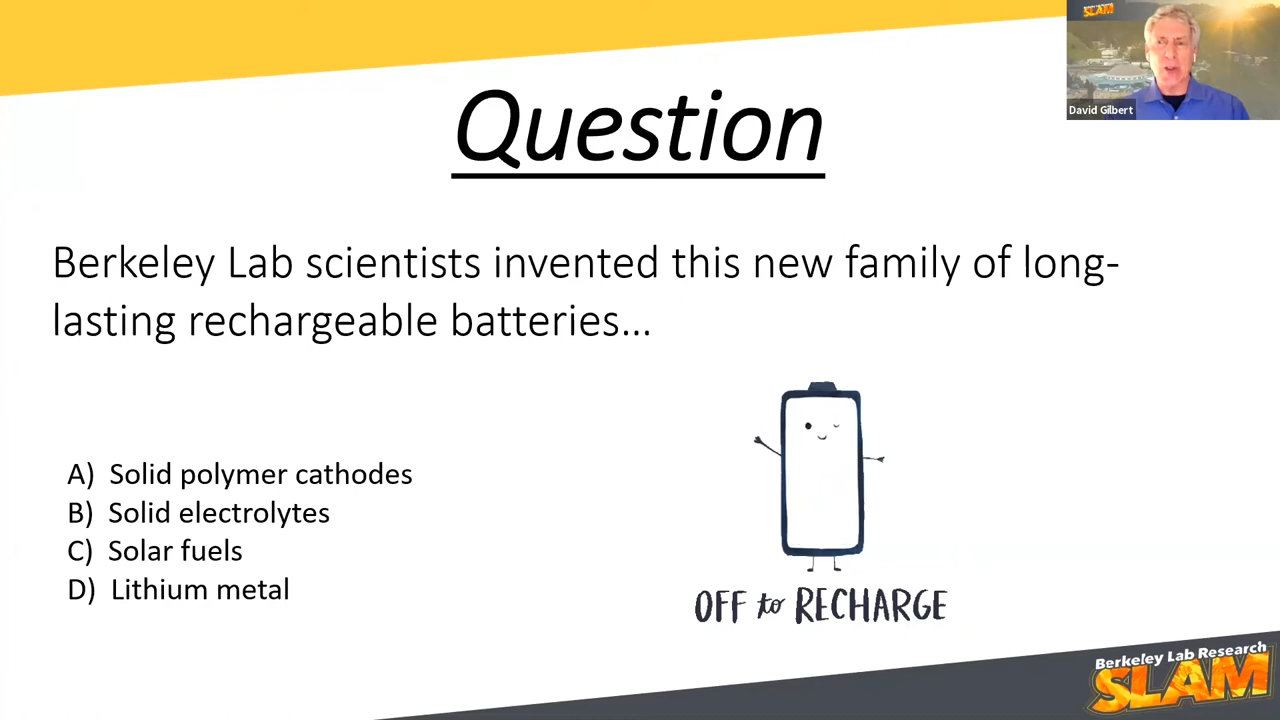 SLAM
David Gilbert
Question
Berkeley Lab scientists invented this new family of long-
lasting rechargeable batteries...
A) Solid polymer cathodes
B) Solid electrolytes
C) Solar fuels
D) Lithium metal
OFF to RECHARGE
Berkeley Lab Research
SLAM